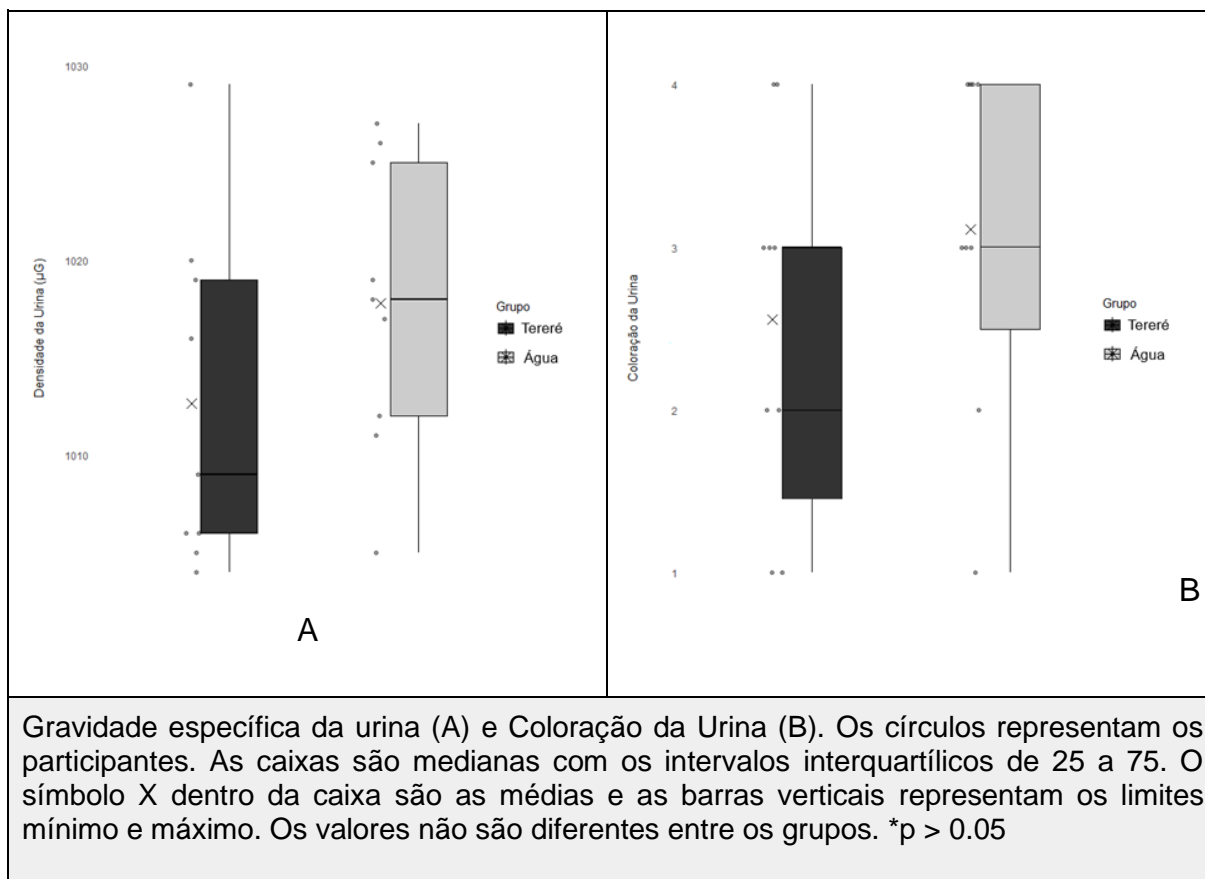 1030
1020
1010
Densidade da Urina (µG)
Grupo
Tereré
Água
A
4
3
2
1
Coloração da Urina
Grupo
Tereré
Água
B
Gravidade específica da urina (A) e Coloração da Urina (B). Os círculos representam os
participantes. As caixas são medianas com os intervalos interquartílicos de 25 a 75. O
símbolo X dentro da caixa são as médias e as barras verticais representam os limites
mínimo e máximo. Os valores não são diferentes entre os grupos. *p > 0.05